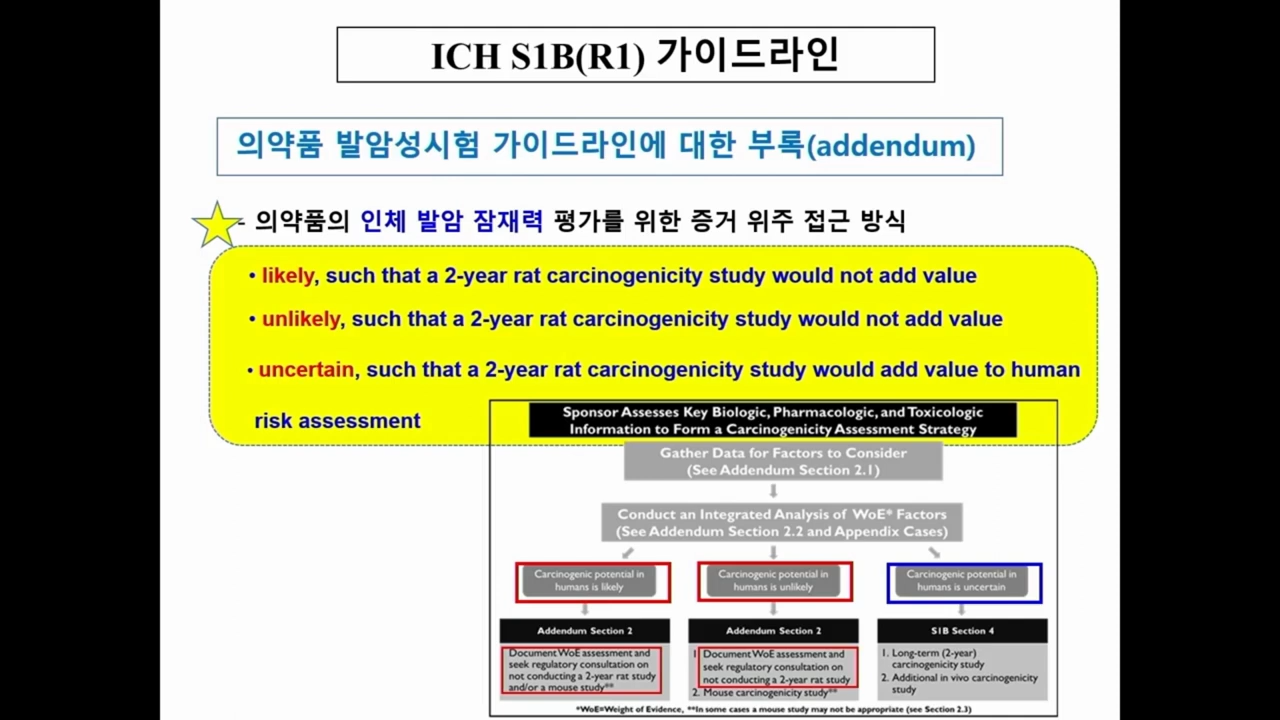 ICH S1B(R1) 가이드라인
의약품 발암성시험 가이드라인에 대한 부록(addendum)
- 의약품의 인체 발암 잠재력 평가를 위한 증거 위주 접근 방식
• likely, such that a 2-year rat carcinogenicity study would not add value
• unlikely, such that a 2-year rat carcinogenicity study would not add value
• uncertain, such that a 2-year rat carcinogenicity study would add value to human
risk assessment
Sponsor Assesses Key Biologic, Pharmacologic, and Toxicologic
Information to Form a Carcinogenicity Assessment Strategy
Gather Data for Factors to Consider
(See Addendum Section 2.1)
Conduct an Integrated Analysis of WoE* Factors
(See Addendum Section 2.2 and Appendix Cases)
Carcinogenic potential in
humans is likely
Carcinogenic potential in
humans is unlikely
Carcinogenic potential in
humans is uncertain
Addendum Section 2
Document WoE assessment and
seek regulatory consultation on
not conducting a 2-year rat study
and/or a mouse study**
Addendum Section 2
1. Document WoE assessment and
seek regulatory consultation on
not conducting a 2-year rat study
2. Mouse carcinogenicity study**
S1B Section 4
1. Long-term (2-year)
carcinogenicity study
2. Additional in vivo carcinogenicity
study
*WoE=Weight of Evidence, **In some cases a mouse study may not be appropriate (see Section 2.3)